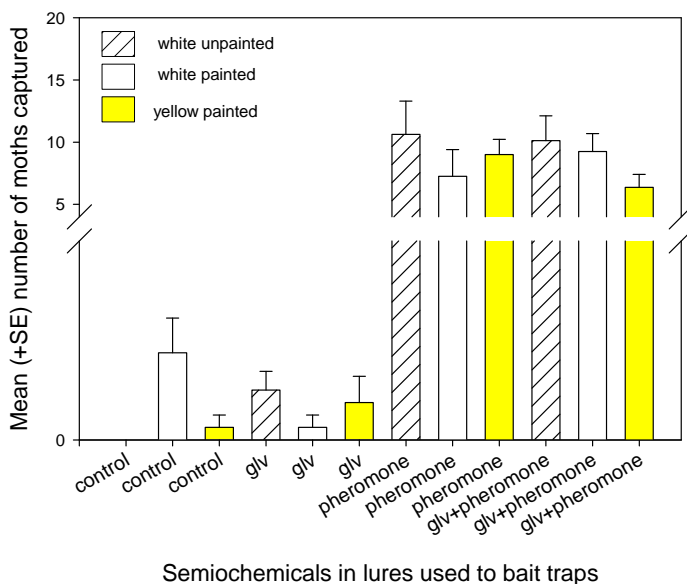 Mean (+SE) number of moths captured
20
15
10
5
0
white unpainted
white painted
yellow painted
control
control
control
glv
glv
glv
pheromone
pheromone
pheromone
glv+pheromone
glv+pheromone
glv+pheromone
Semiochemicals in lures used to bait traps